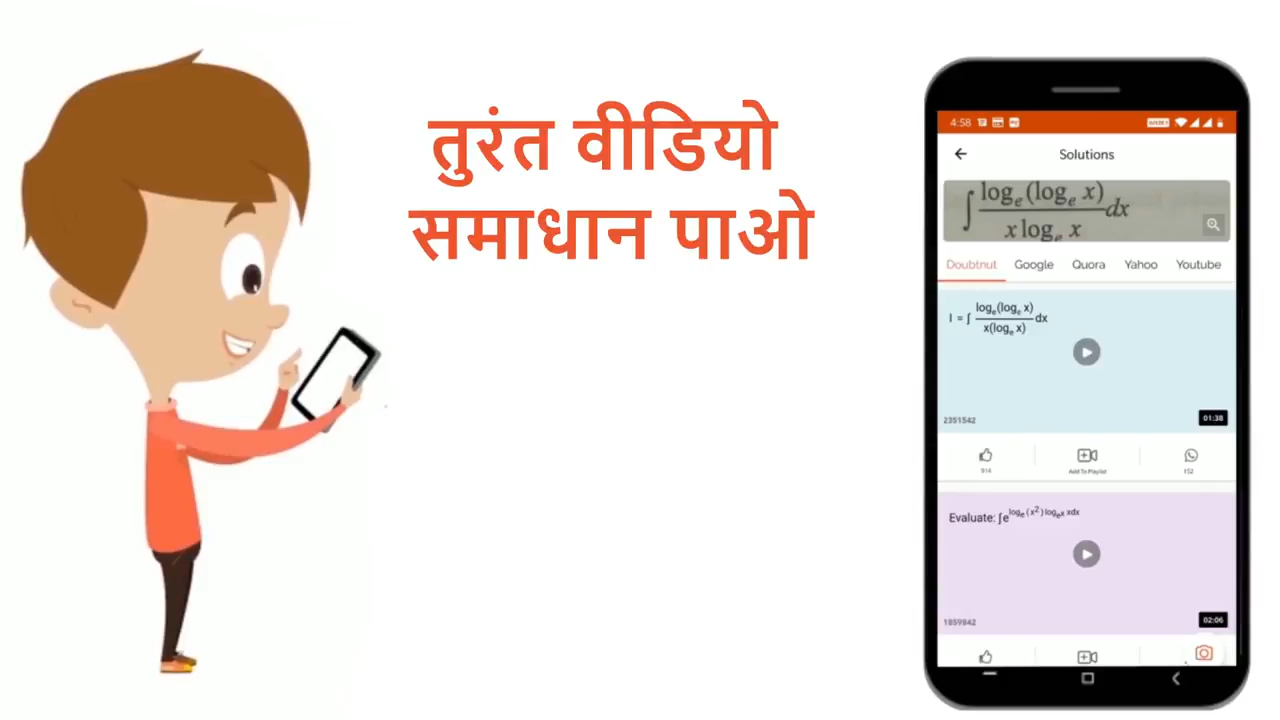 तुरंत वीडियो
समाधान पाओ
4:58
Solutions
∫ logₑ(logₑ x) / x logₑ x dx
Doubtnut Google Quora Yahoo Youtube
I = ∫ logₑ(logₑ x) / x(logₑ x) dx
2351542 01:38
914 Add To Playlist 152
Evaluate: ∫e^logₑ(x²)logₑx xdx
1859842 02:06